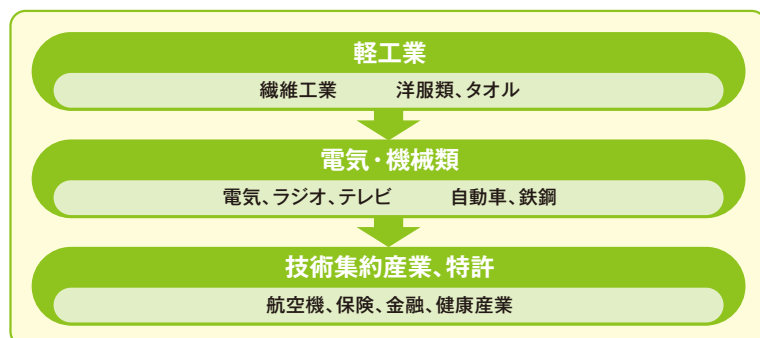 軽工業
繊維工業　洋服類、タオル
電気・機械類
電気、ラジオ、テレビ　自動車、鉄鋼
技術集約産業、特許
航空機、保険、金融、健康産業